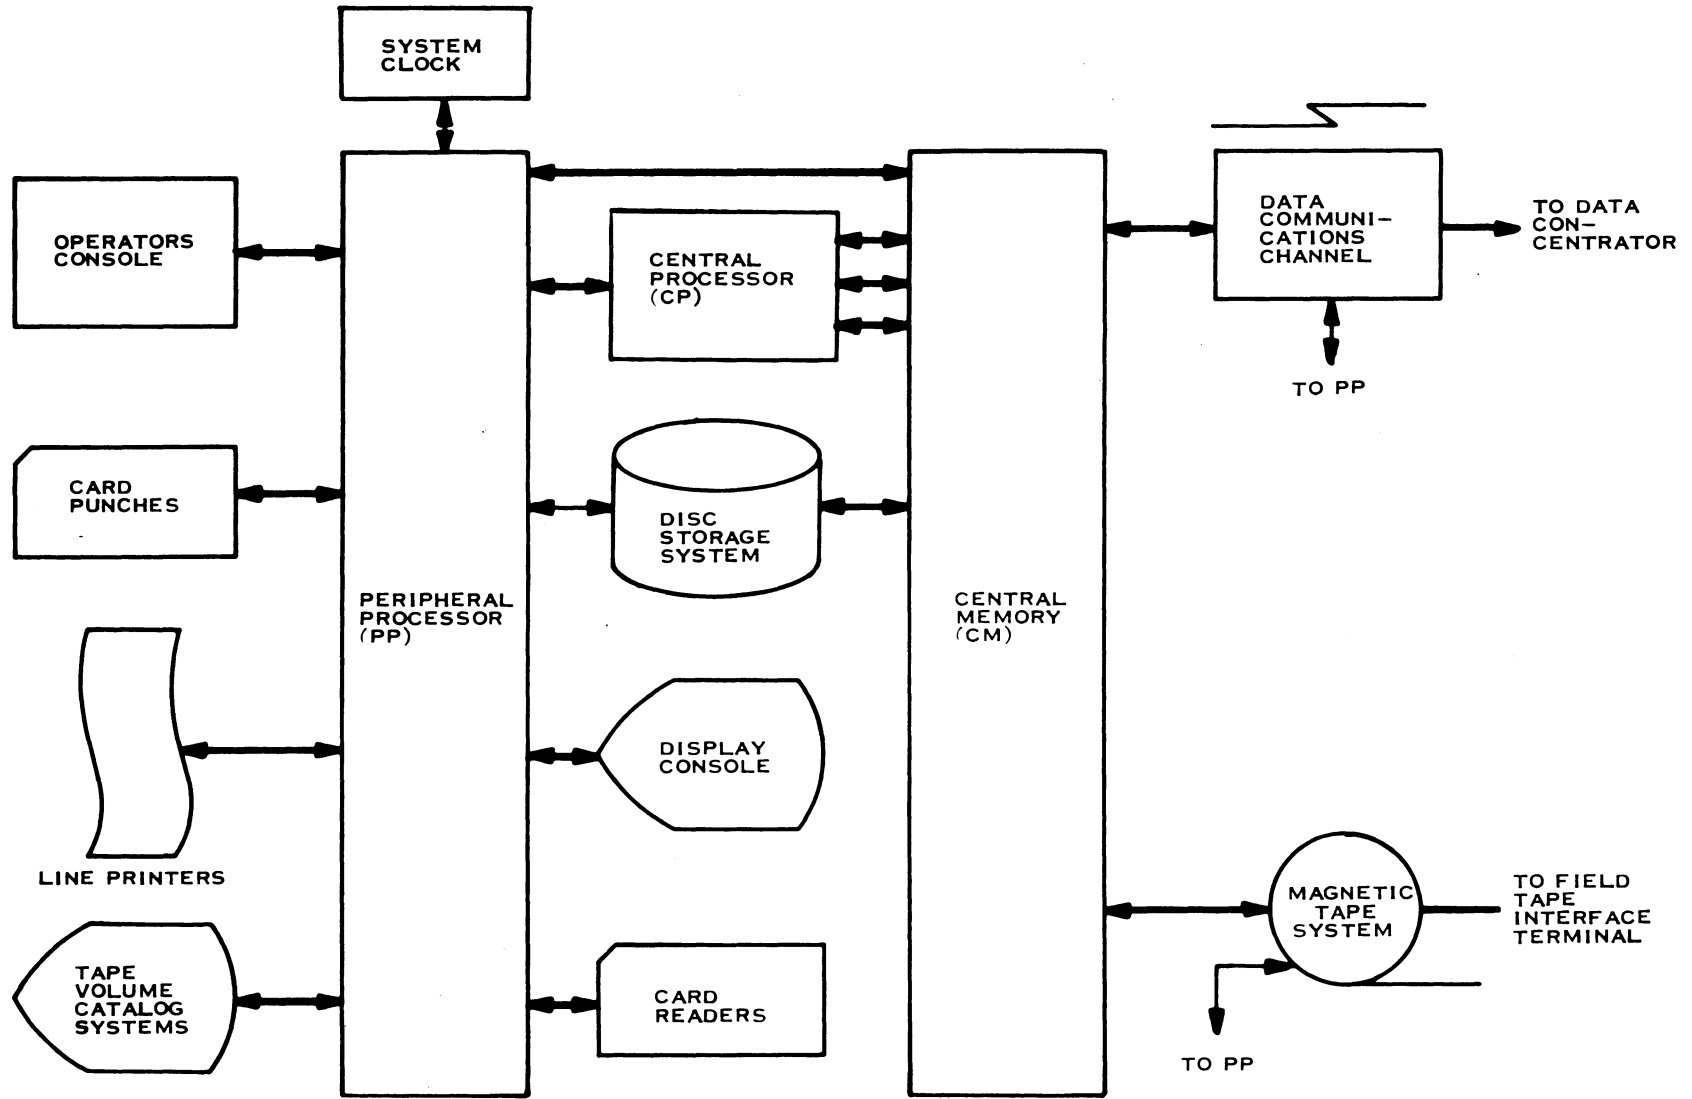 SYSTEM
CLOCK
OPERATORS
CONSOLE
CARD
PUNCHES
LINE PRINTERS
TAPE
VOLUME
CATALOG
SYSTEMS
PERIPHERAL
PROCESSOR
(PP)
CENTRAL
PROCESSOR
(CP)
DISC
STORAGE
SYSTEM
DISPLAY
CONSOLE
CARD
READERS
CENTRAL
MEMORY
(CM)
DATA
COMMUNI-
CATIONS
CHANNEL
TO DATA
CON-
CENTRATOR
TO PP
MAGNETIC
TAPE
SYSTEM
TO FIELD
TAPE
INTERFACE
TERMINAL
TO PP